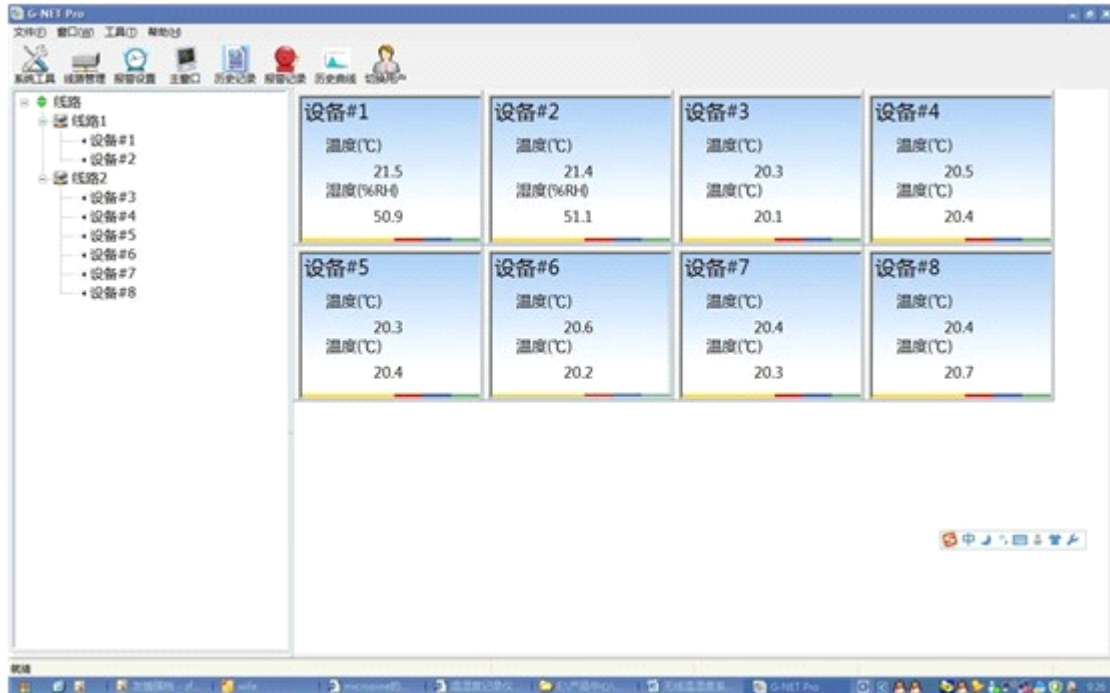 G-NET Pro
文件(F) 窗口(W) 工具(T) 帮助(H)
系统工具 线路管理 报警设置 主窗口 历史记录 报警记录 历史曲线 切换用户
线路
线路1
设备#1
设备#2
线路2
设备#3
设备#4
设备#5
设备#6
设备#7
设备#8
设备#1
温度(℃)
21.5
湿度(%RH)
50.9
设备#2
温度(℃)
21.4
湿度(%RH)
51.1
设备#3
温度(℃)
20.3
温度(℃)
20.1
设备#4
温度(℃)
20.5
温度(℃)
20.4
设备#5
温度(℃)
20.3
温度(℃)
20.4
设备#6
温度(℃)
20.6
温度(℃)
20.2
设备#7
温度(℃)
20.4
温度(℃)
20.3
设备#8
温度(℃)
20.4
温度(℃)
20.7
中
就绪
G-NET Pro